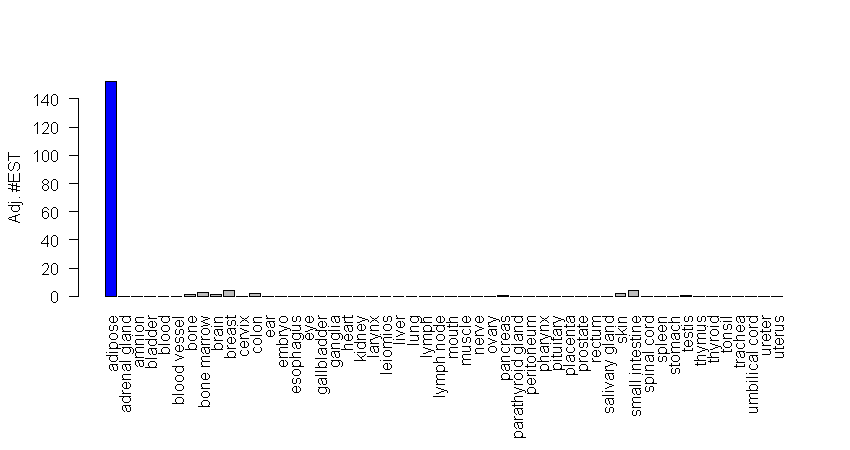 Adj. #EST
140
120
100
80
60
40
20
0
adipose
adrenal gland
amnion
bladder
blood
blood vessel
bone
bone marrow
brain
breast
cervix
colon
ear
embryo
esophagus
eye
gallbladder
ganglia
heart
kidney
larynx
leiomios
liver
lung
lymph
lymph node
mouth
muscle
nerve
ovary
pancreas
parathyroid gland
peritoneum
pharynx
pituitary
placenta
prostate
rectum
salivary gland
skin
small intestine
spinal cord
spleen
stomach
testis
thymus
thyroid
tonsil
trachea
umbilical cord
ureter
uterus